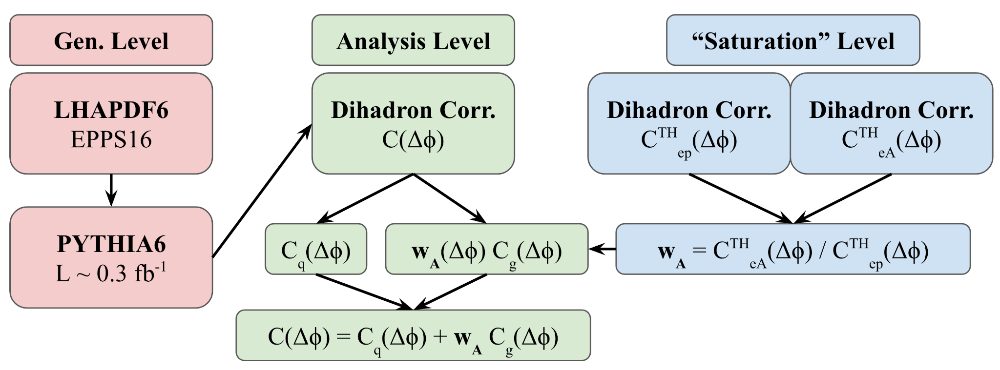 Gen. Level
LHAPDF6
EPPS16
PYTHIA6
L ~ 0.3 fb⁻¹
Analysis Level
Dihadron Corr.
C(Δϕ)
C_q(Δϕ)
w_A(Δϕ) C_g(Δϕ)
C(Δϕ) = C_q(Δϕ) + w_A C_g(Δϕ)
“Saturation” Level
Dihadron Corr.
C^TH_ep(Δϕ)
Dihadron Corr.
C^TH_eA(Δϕ)
w_A = C^TH_eA(Δϕ) / C^TH_ep(Δϕ)